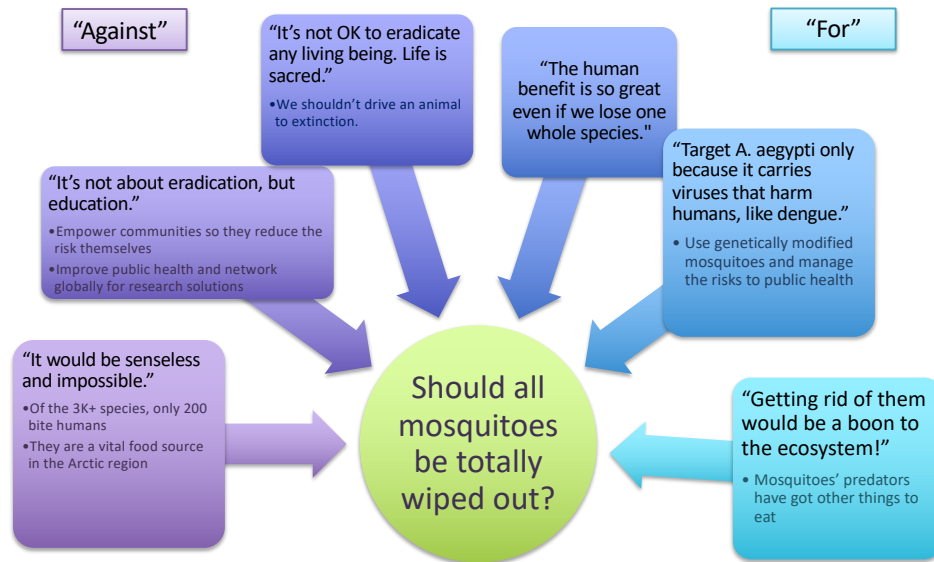 "Against"
"For"
"It's not OK to eradicate
any living being. Life is
sacred."
•We shouldn't drive an animal
to extinction.
"The human
benefit is so great
even if we lose one
whole species."
"It's not about eradication, but
education."
•Empower communities so they reduce the
risk themselves
•Improve public health and network
globally for research solutions
"Target A. aegypti only
because it carries
viruses that harm
humans, like dengue."
• Use genetically modified
mosquitoes and manage
the risks to public health
"It would be senseless
and impossible."
•Of the 3K+ species, only 200
bite humans
•They are a vital food source
in the Arctic region
Should all
mosquitoes
be totally
wiped out?
"Getting rid of them
would be a boon to
the ecosystem!"
• Mosquitoes' predators
have got other things to
eat